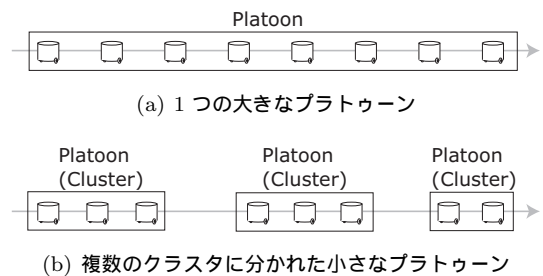 Platoon
(a) 1 つの大きなプラトゥーン
Platoon Platoon Platoon
(Cluster) (Cluster) (Cluster)
(b) 複数のクラスタに分かれた小さなプラトゥーン